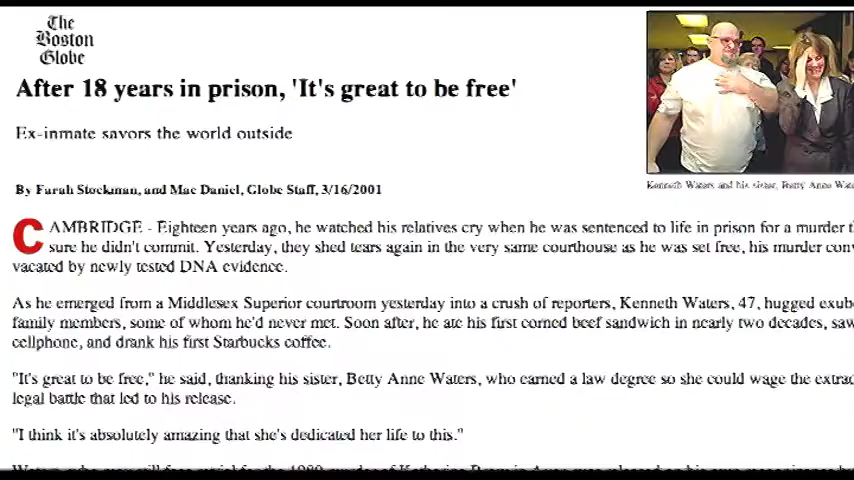 The
Boston
Globe
After 18 years in prison, 'It's great to be free'
Ex-inmate savors the world outside
By Farah Stockman, and Mac Daniel, Globe Staff, 3/16/2001
Kenneth Waters and his sister, Betty Anne
CAMBRIDGE - Eighteen years ago, he watched his relatives cry when he was sentenced to life in prison for a murder
sure he didn't commit. Yesterday, they shed tears again in the very same courthouse as he was set free, his murder
vacated by newly tested DNA evidence.
As he emerged from a Middlesex Superior courtroom yesterday into a crush of reporters, Kenneth Waters, 47, hugged
family members, some of whom he'd never met. Soon after, he ate his first corned beef sandwich in nearly two decades, saw
cellphone, and drank his first Starbucks coffee.
"It's great to be free," he said, thanking his sister, Betty Anne Waters, who earned a law degree so she could wage the
legal battle that led to his release.
"I think it's absolutely amazing that she's dedicated her life to this."